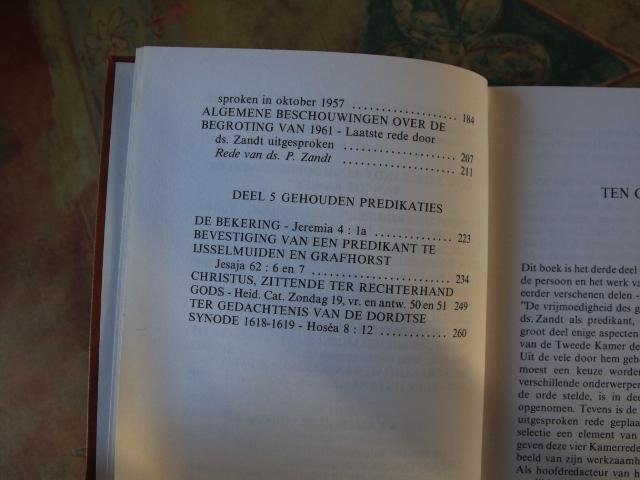 sproken in oktober 1957 .................. 184
ALGEMENE BESCHOUWINGEN OVER DE
BEGROTING VAN 1961 - Laatste rede door
ds. Zandt uitgesproken .................. 207
Rede van ds. P. Zandt .................. 211
DEEL 5 GEHOUDEN PREDIKATIES
DE BEKERING - Jeremia 4 : 1a ............. 223
BEVESTIGING VAN EEN PREDIKANT TE
IJSSELMUIDEN EN GRAFHORST
Jesaja 62 : 6 en 7 ....................... 234
CHRISTUS, ZITTENDE TER RECHTERHAND
GODS - Heid. Cat. Zondag 19, vr. en antw. 50 en 51 249
TER GEDACHTENIS VAN DE DORDTSE
SYNODE 1618-1619 - Hoséa 8 : 12 ............ 260
TEN
Dit boek is het derde deel
de persoon en het werk va
eerder verschenen delen -
"De vrijmoedigheid des g
ds. Zandt als predikant,
groot deel enige aspecten
van de Tweede Kamer de
Uit de vele door hem geh
moest een keuze worden
verschillende onderwerpen
de orde stelde, is in dee
opgenomen. Tevens is de
uitgesproken rede geplaa
selectie een element van
geven deze vier Kamerrede
beeld van zijn werkzaamh
Als hoofdredacteur van h